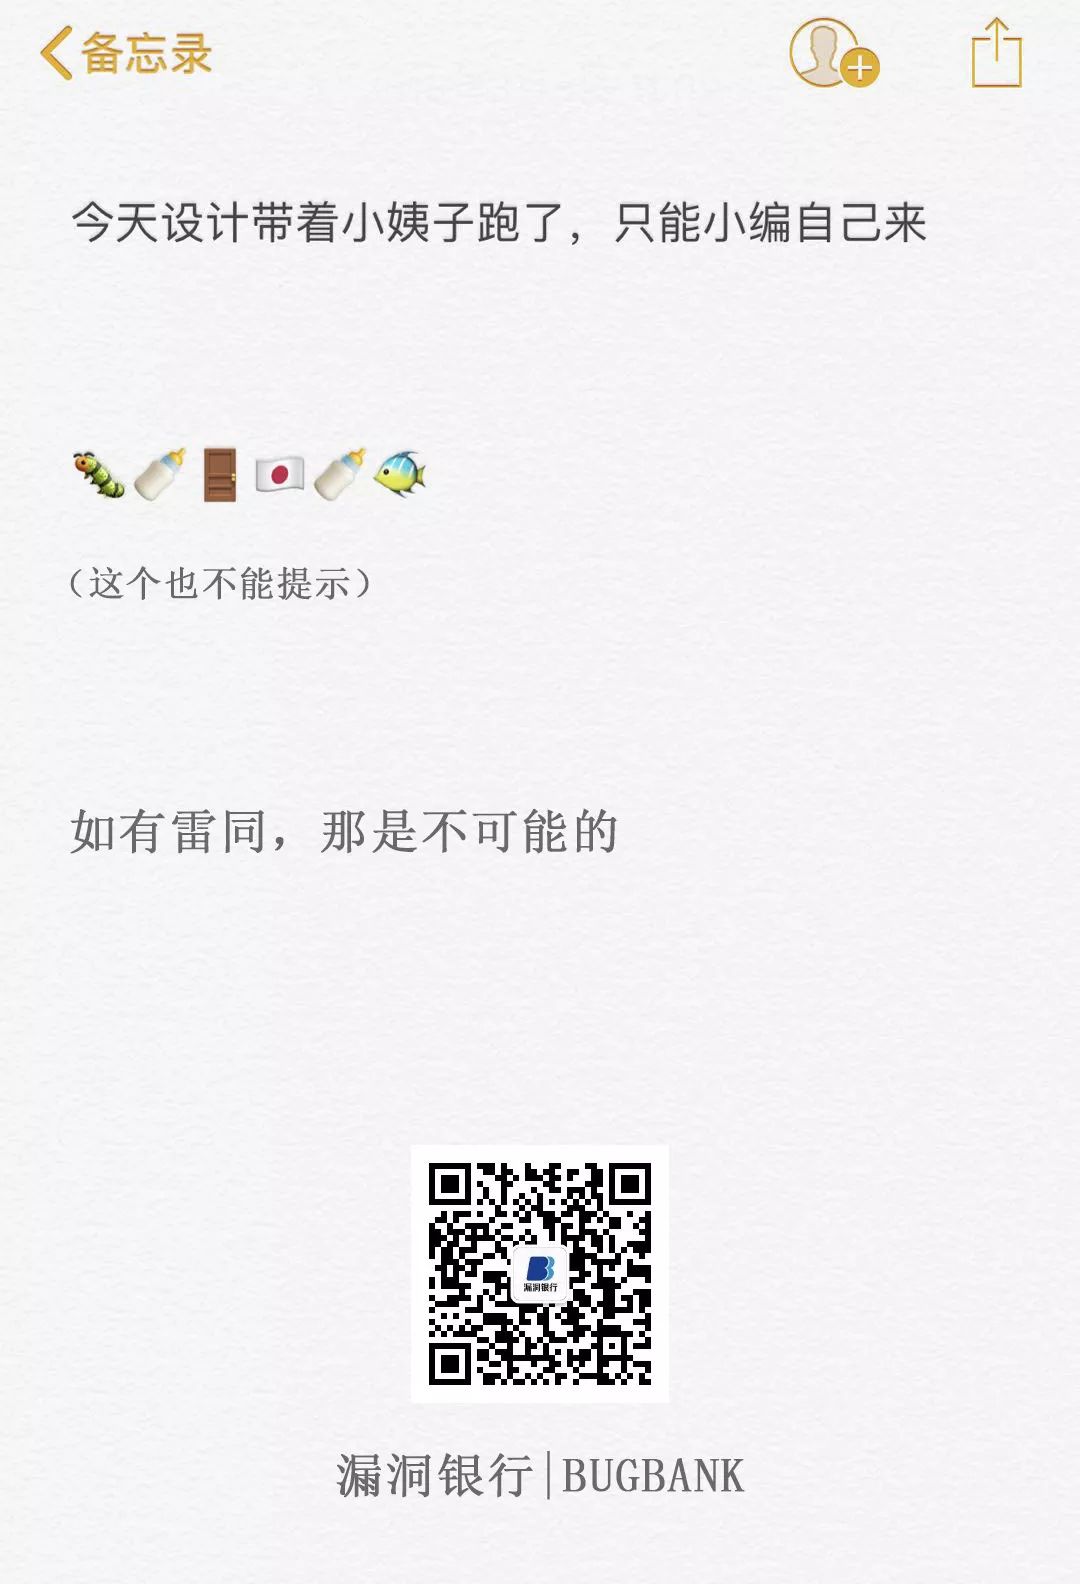 备忘录
今天设计带着小姨子跑了，只能小编自己来
🐛🍼🚪🇯🇵🍼🐠
（这个也不能提示）
如有雷同，那是不可能的
漏洞银行
漏洞银行|BUGBANK